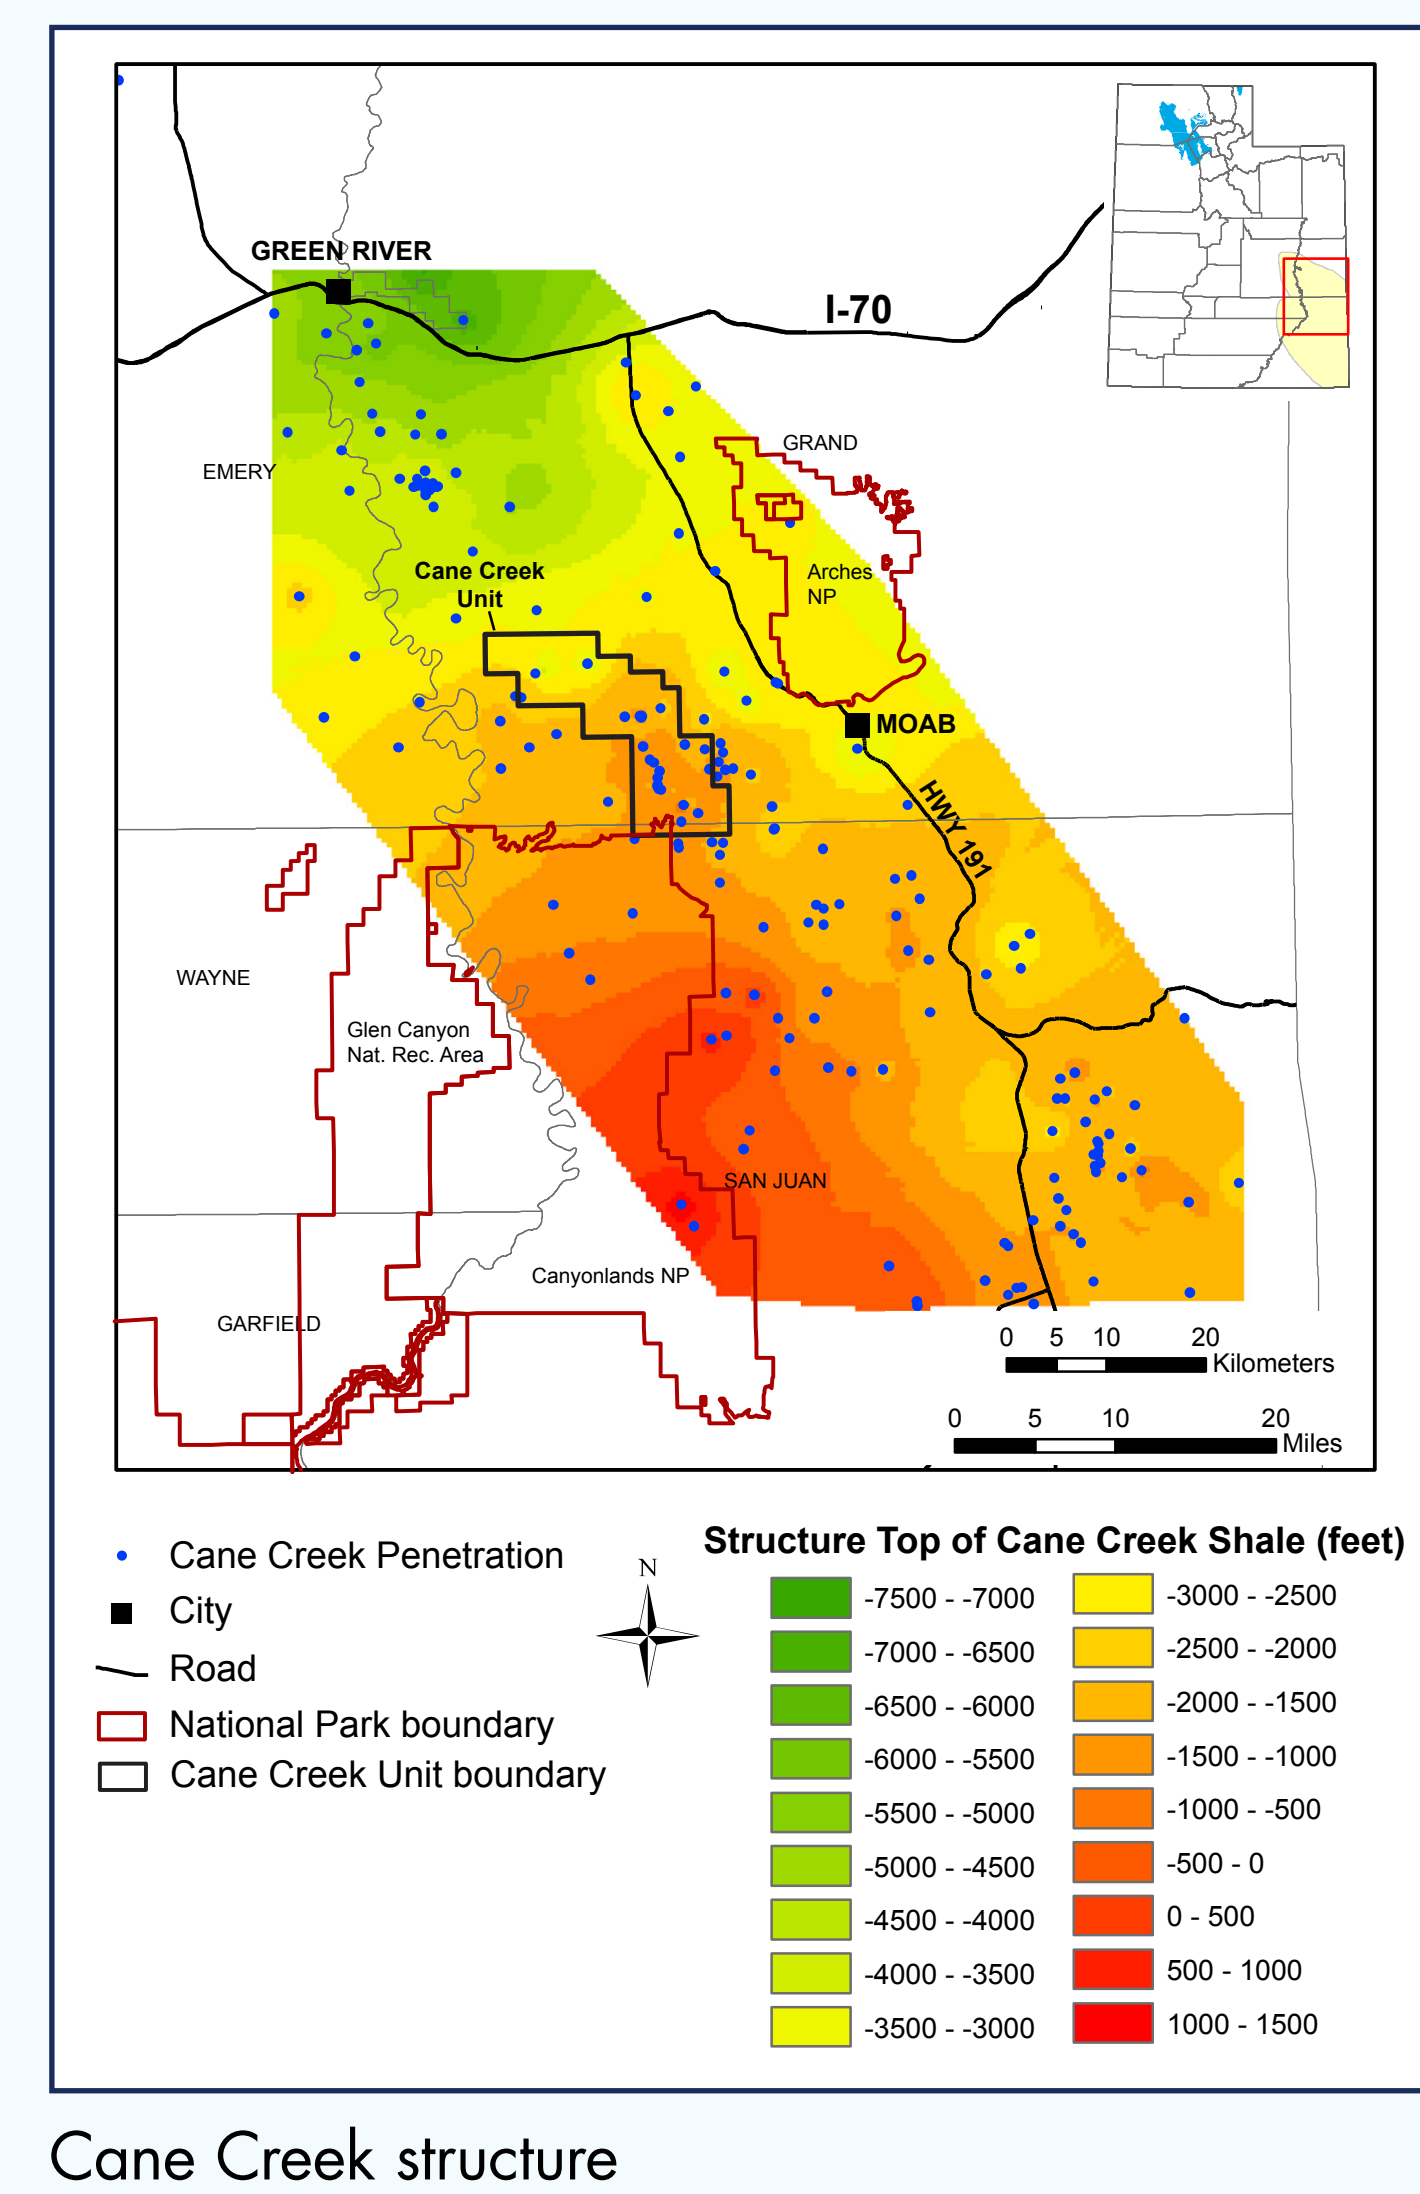 GREEN RIVER
I-70
GRAND
EMERY
Cane Creek
Unit
Arches
NP
MOAB
HWY 191
WAYNE
Glen Canyon
Nat. Rec. Area
SAN JUAN
Canyonlands NP
GARFIELD
0 5 10 20
Kilometers
0 5 10 20
Miles
Cane Creek Penetration
City
Road
National Park boundary
Cane Creek Unit boundary
N
Structure Top of Cane Creek Shale (feet)
-7500 - -7000
-7000 - -6500
-6500 - -6000
-6000 - -5500
-5500 - -5000
-5000 - -4500
-4500 - -4000
-4000 - -3500
-3500 - -3000
-3000 - -2500
-2500 - -2000
-2000 - -1500
-1500 - -1000
-1000 - -500
-500 - 0
0 - 500
500 - 1000
1000 - 1500
Cane Creek structure